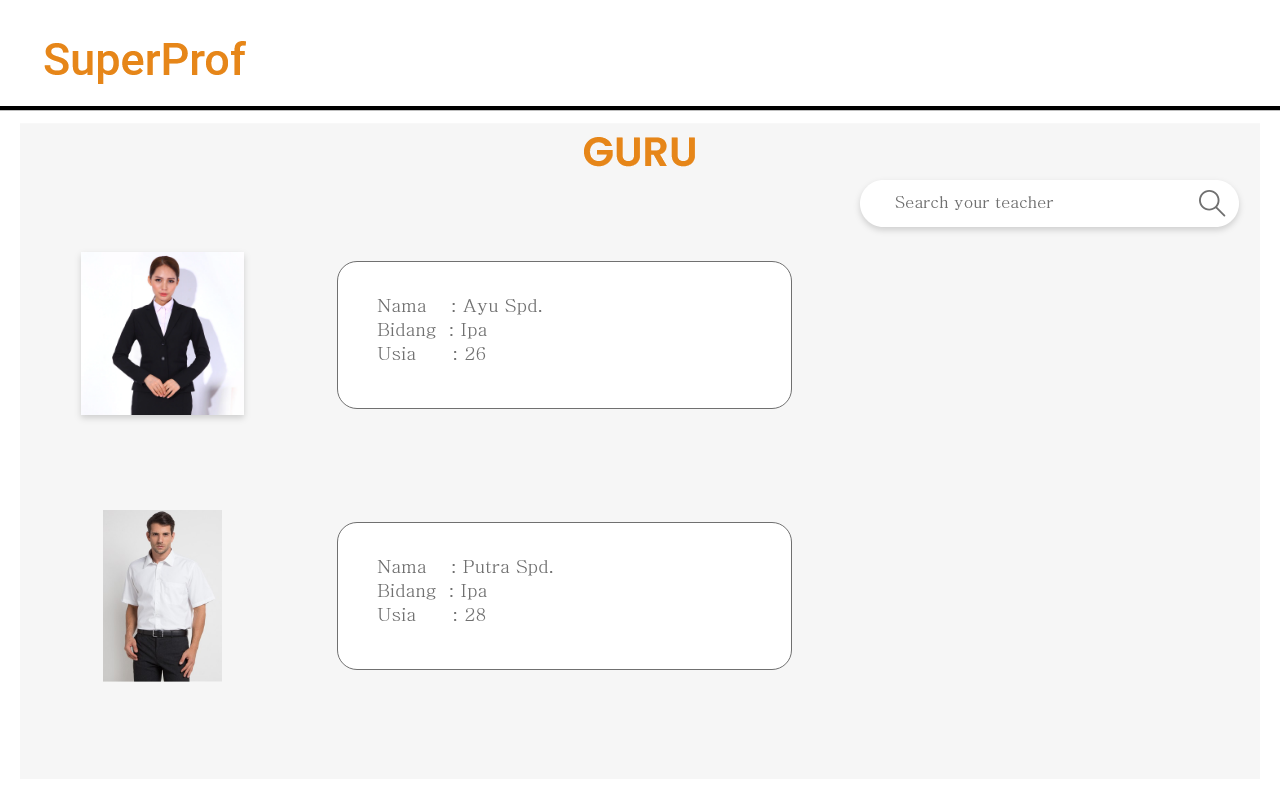 SuperProf
GURU
Search your teacher
Nama : Ayu Spd.
Bidang : Ipa
Usia : 26
Nama : Putra Spd.
Bidang : Ipa
Usia : 28